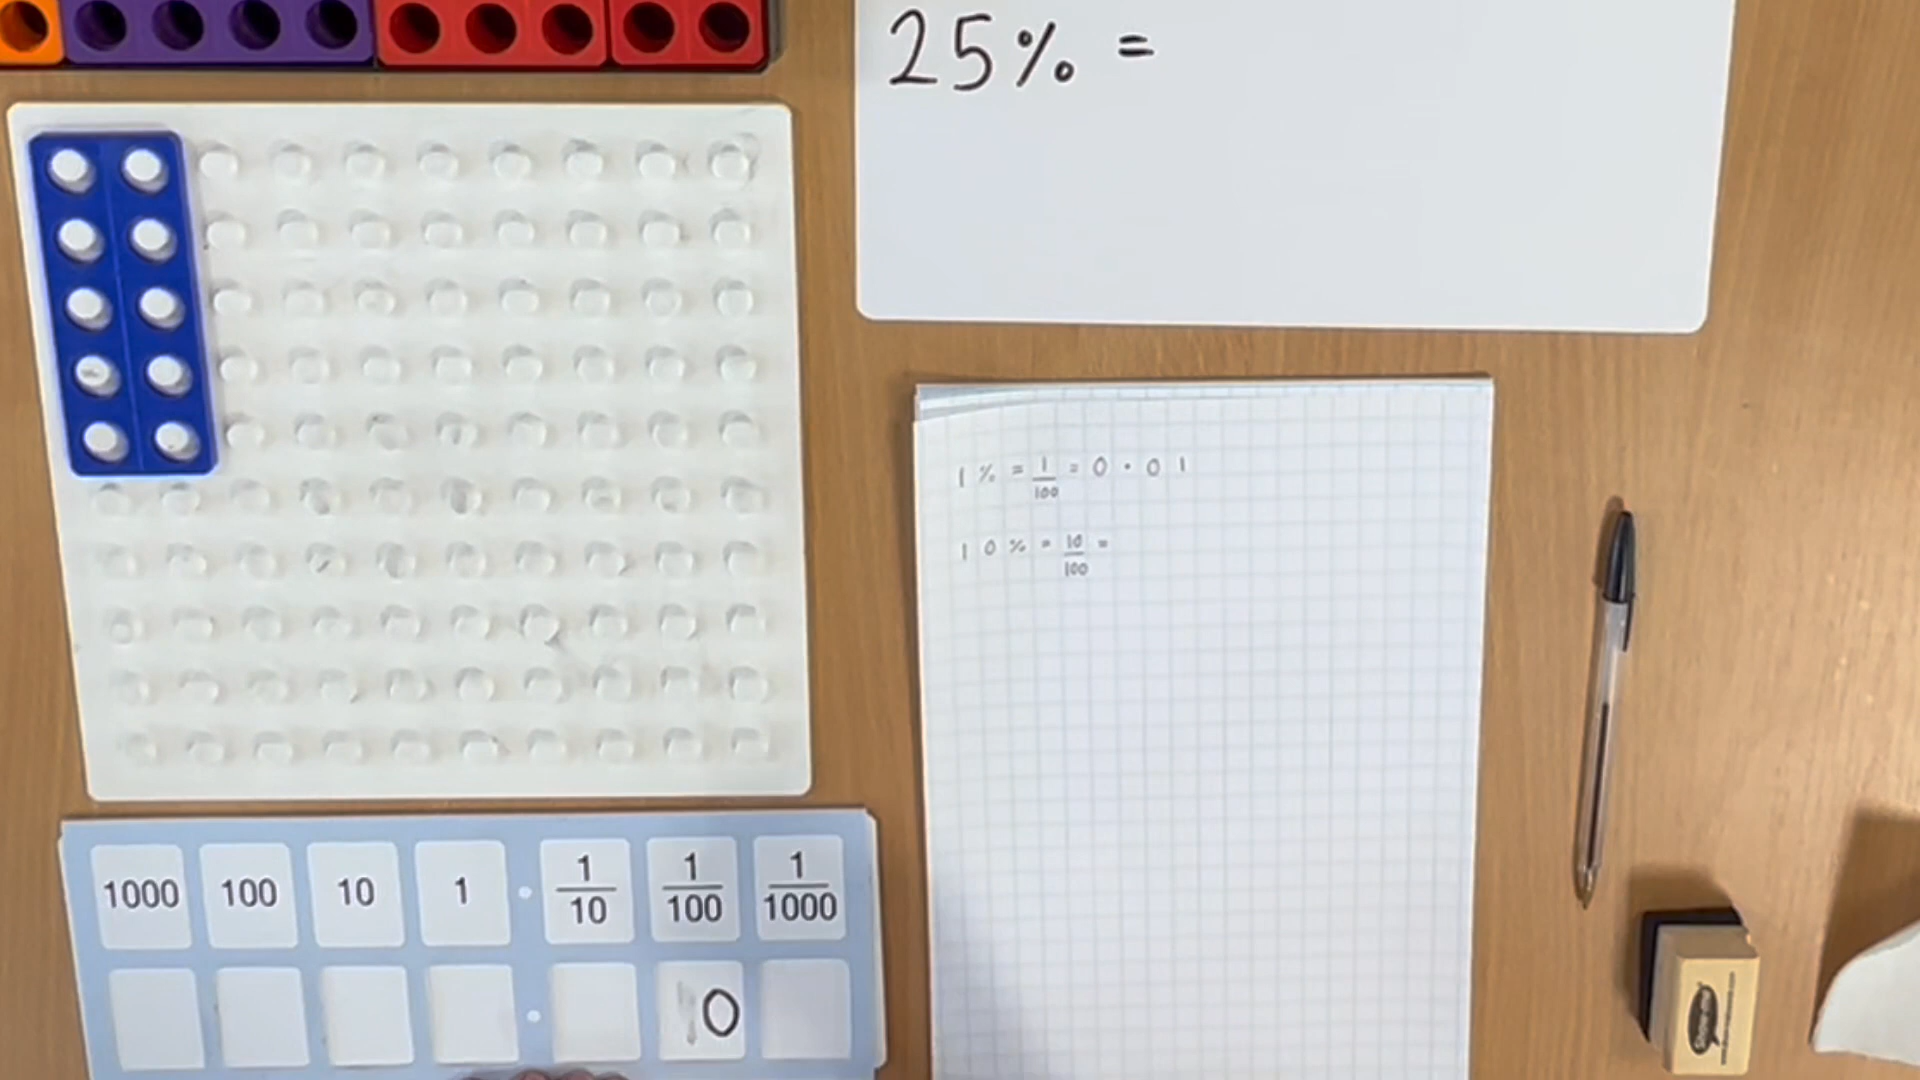 25% =
1% = 1/100 = 0.01
10% = 10/100 =
1000 100 10 1 . 1/10 1/100 1/1000
. 0